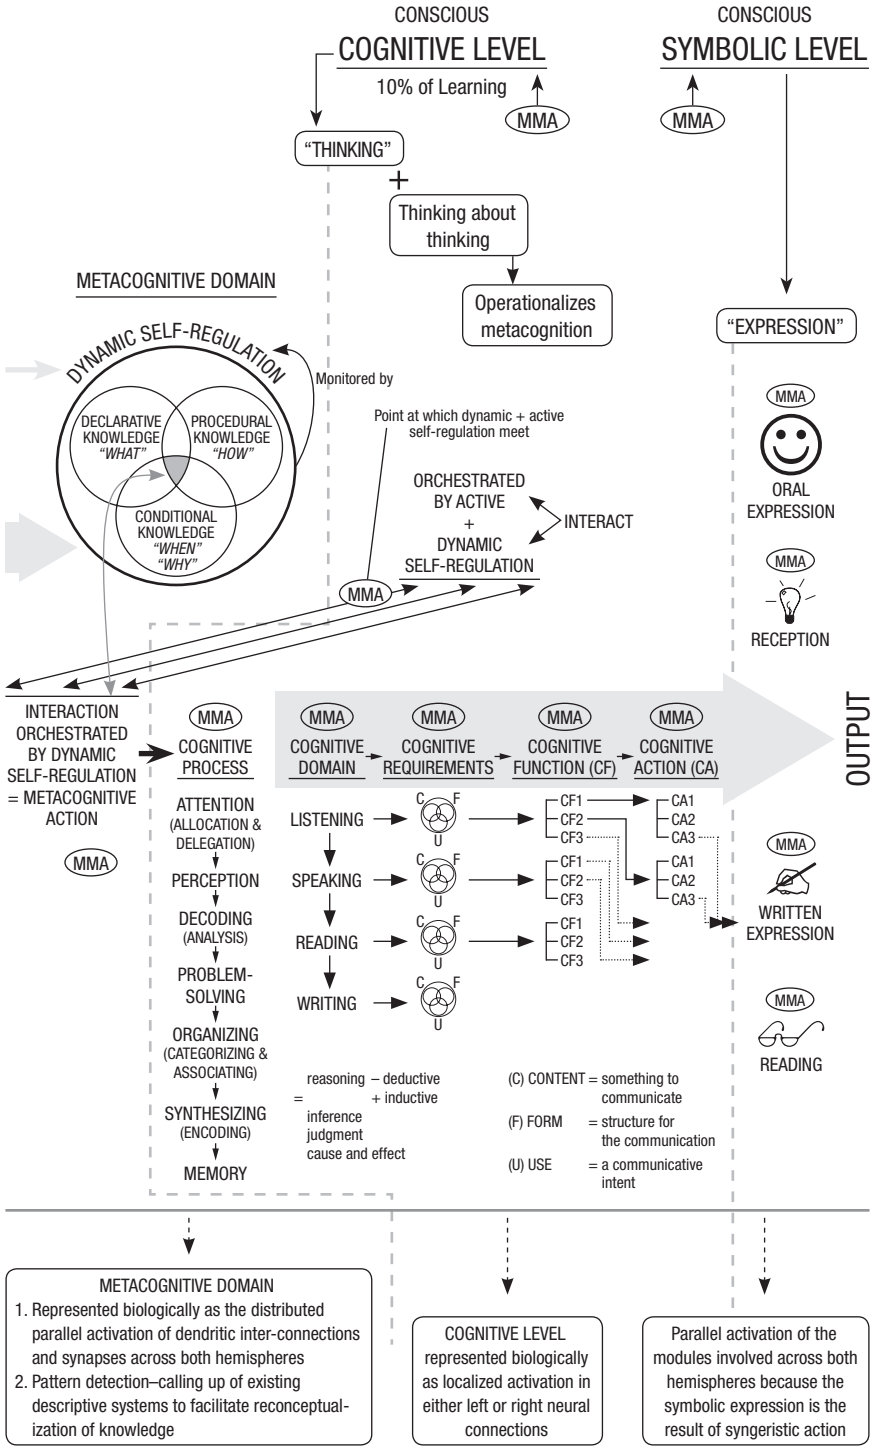 CONSCIOUS
COGNITIVE LEVEL
10% of Learning
MMA
CONSCIOUS
SYMBOLIC LEVEL
MMA
“THINKING”
+
Thinking about
thinking
Operationalizes
metacognition
“EXPRESSION”
METACOGNITIVE DOMAIN
DYNAMIC SELF-REGULATION
Monitored by
DECLARATIVE
KNOWLEDGE
“WHAT”
PROCEDURAL
KNOWLEDGE
“HOW”
CONDITIONAL
KNOWLEDGE
“WHEN”
“WHY”
Point at which dynamic + active
self-regulation meet
ORCHESTRATED
BY ACTIVE
+
DYNAMIC
SELF-REGULATION
INTERACT
MMA
MMA
ORAL
EXPRESSION
MMA
RECEPTION
INTERACTION
ORCHESTRATED
BY DYNAMIC
SELF-REGULATION
= METACOGNITIVE
ACTION
MMA
MMA
COGNITIVE
PROCESS
MMA
COGNITIVE
DOMAIN
MMA
COGNITIVE
REQUIREMENTS
MMA
COGNITIVE
FUNCTION (CF)
MMA
COGNITIVE
ACTION (CA)
OUTPUT
ATTENTION
(ALLOCATION &
DELEGATION)
PERCEPTION
DECODING
(ANALYSIS)
PROBLEM-
SOLVING
ORGANIZING
(CATEGORIZING &
ASSOCIATING)
SYNTHESIZING
(ENCODING)
MEMORY
LISTENING
SPEAKING
READING
WRITING
C F
U
C F
U
C F
U
C F
U
CF1
CF2
CF3
CF1
CF2
CF3
CF1
CF2
CF3
CA1
CA2
CA3
CA1
CA2
CA3
MMA
WRITTEN
EXPRESSION
MMA
READING
reasoning – deductive
= + inductive
inference
judgment
cause and effect
(C) CONTENT = something to
communicate
(F) FORM = structure for
the communication
(U) USE = a communicative
intent
METACOGNITIVE DOMAIN
1. Represented biologically as the distributed
parallel activation of dendritic inter-connections
and synapses across both hemispheres
2. Pattern detection–calling up of existing
descriptive systems to facilitate reconceptual-
ization of knowledge
COGNITIVE LEVEL
represented biologically
as localized activation in
either left or right neural
connections
Parallel activation of the
modules involved across both
hemispheres because the
symbolic expression is the
result of syngeristic action